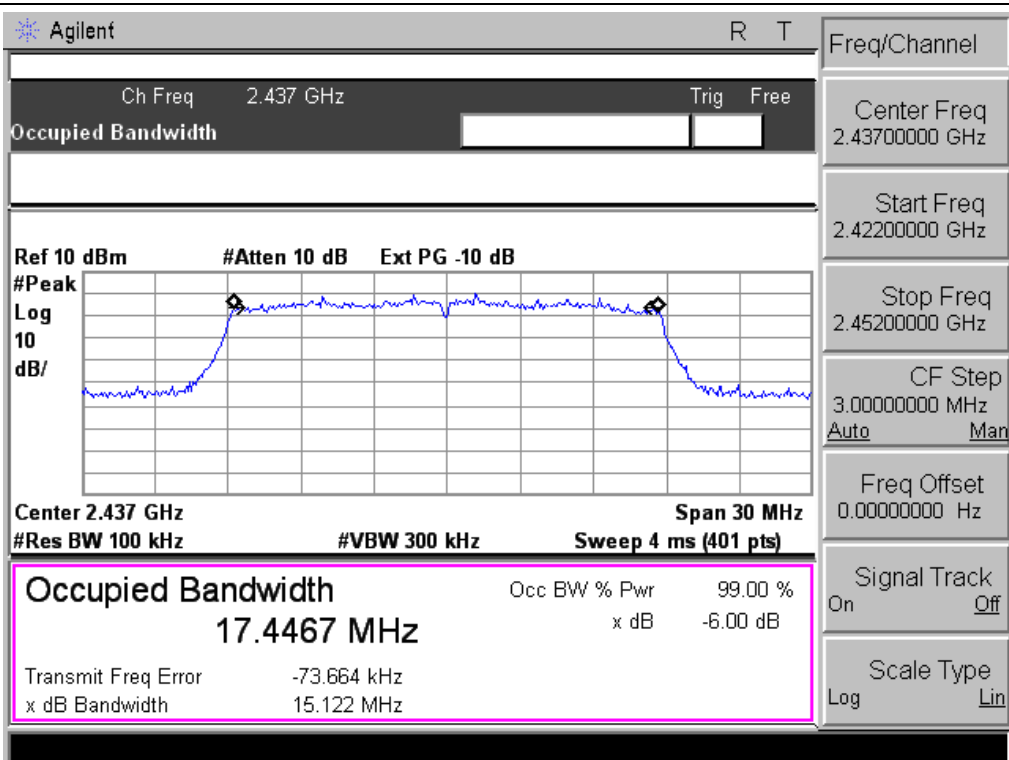 Agilent R T
Ch Freq 2.437 GHz Trig Free
Occupied Bandwidth
Ref 10 dBm #Atten 10 dB Ext PG -10 dB
#Peak
Log
10
dB/
Center 2.437 GHz Span 30 MHz
#Res BW 100 kHz #VBW 300 kHz Sweep 4 ms (401 pts)
Occupied Bandwidth Occ BW % Pwr 99.00 %
17.4467 MHz x dB -6.00 dB
Transmit Freq Error -73.664 kHz
x dB Bandwidth 15.122 MHz
Freq/Channel
Center Freq
2.43700000 GHz
Start Freq
2.42200000 GHz
Stop Freq
2.45200000 GHz
CF Step
3.00000000 MHz
Auto Man
Freq Offset
0.00000000 Hz
Signal Track
On Off
Scale Type
Log Lin